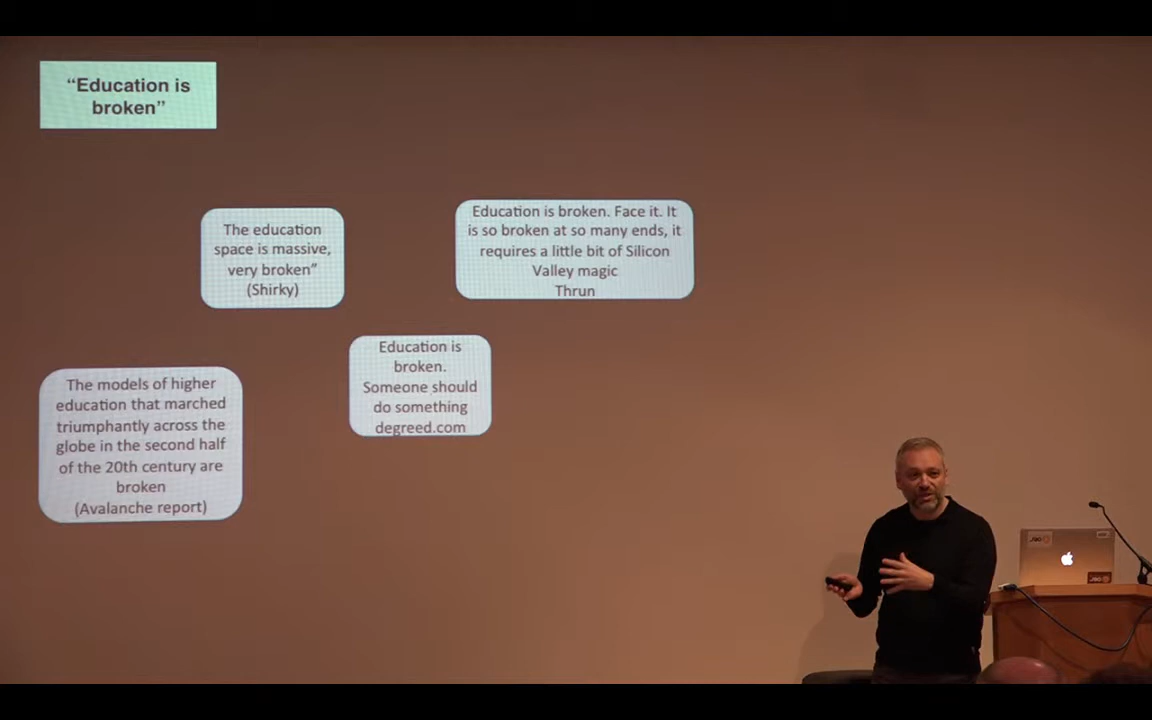 “Education is
broken”
The education
space is massive,
very broken”
(Shirky)
Education is broken. Face it. It
is so broken at so many ends, it
requires a little bit of Silicon
Valley magic
Thrun
Education is
broken.
Someone should
do something
degreed.com
The models of higher
education that marched
triumphantly across the
globe in the second half
of the 20th century are
broken
(Avalanche report)